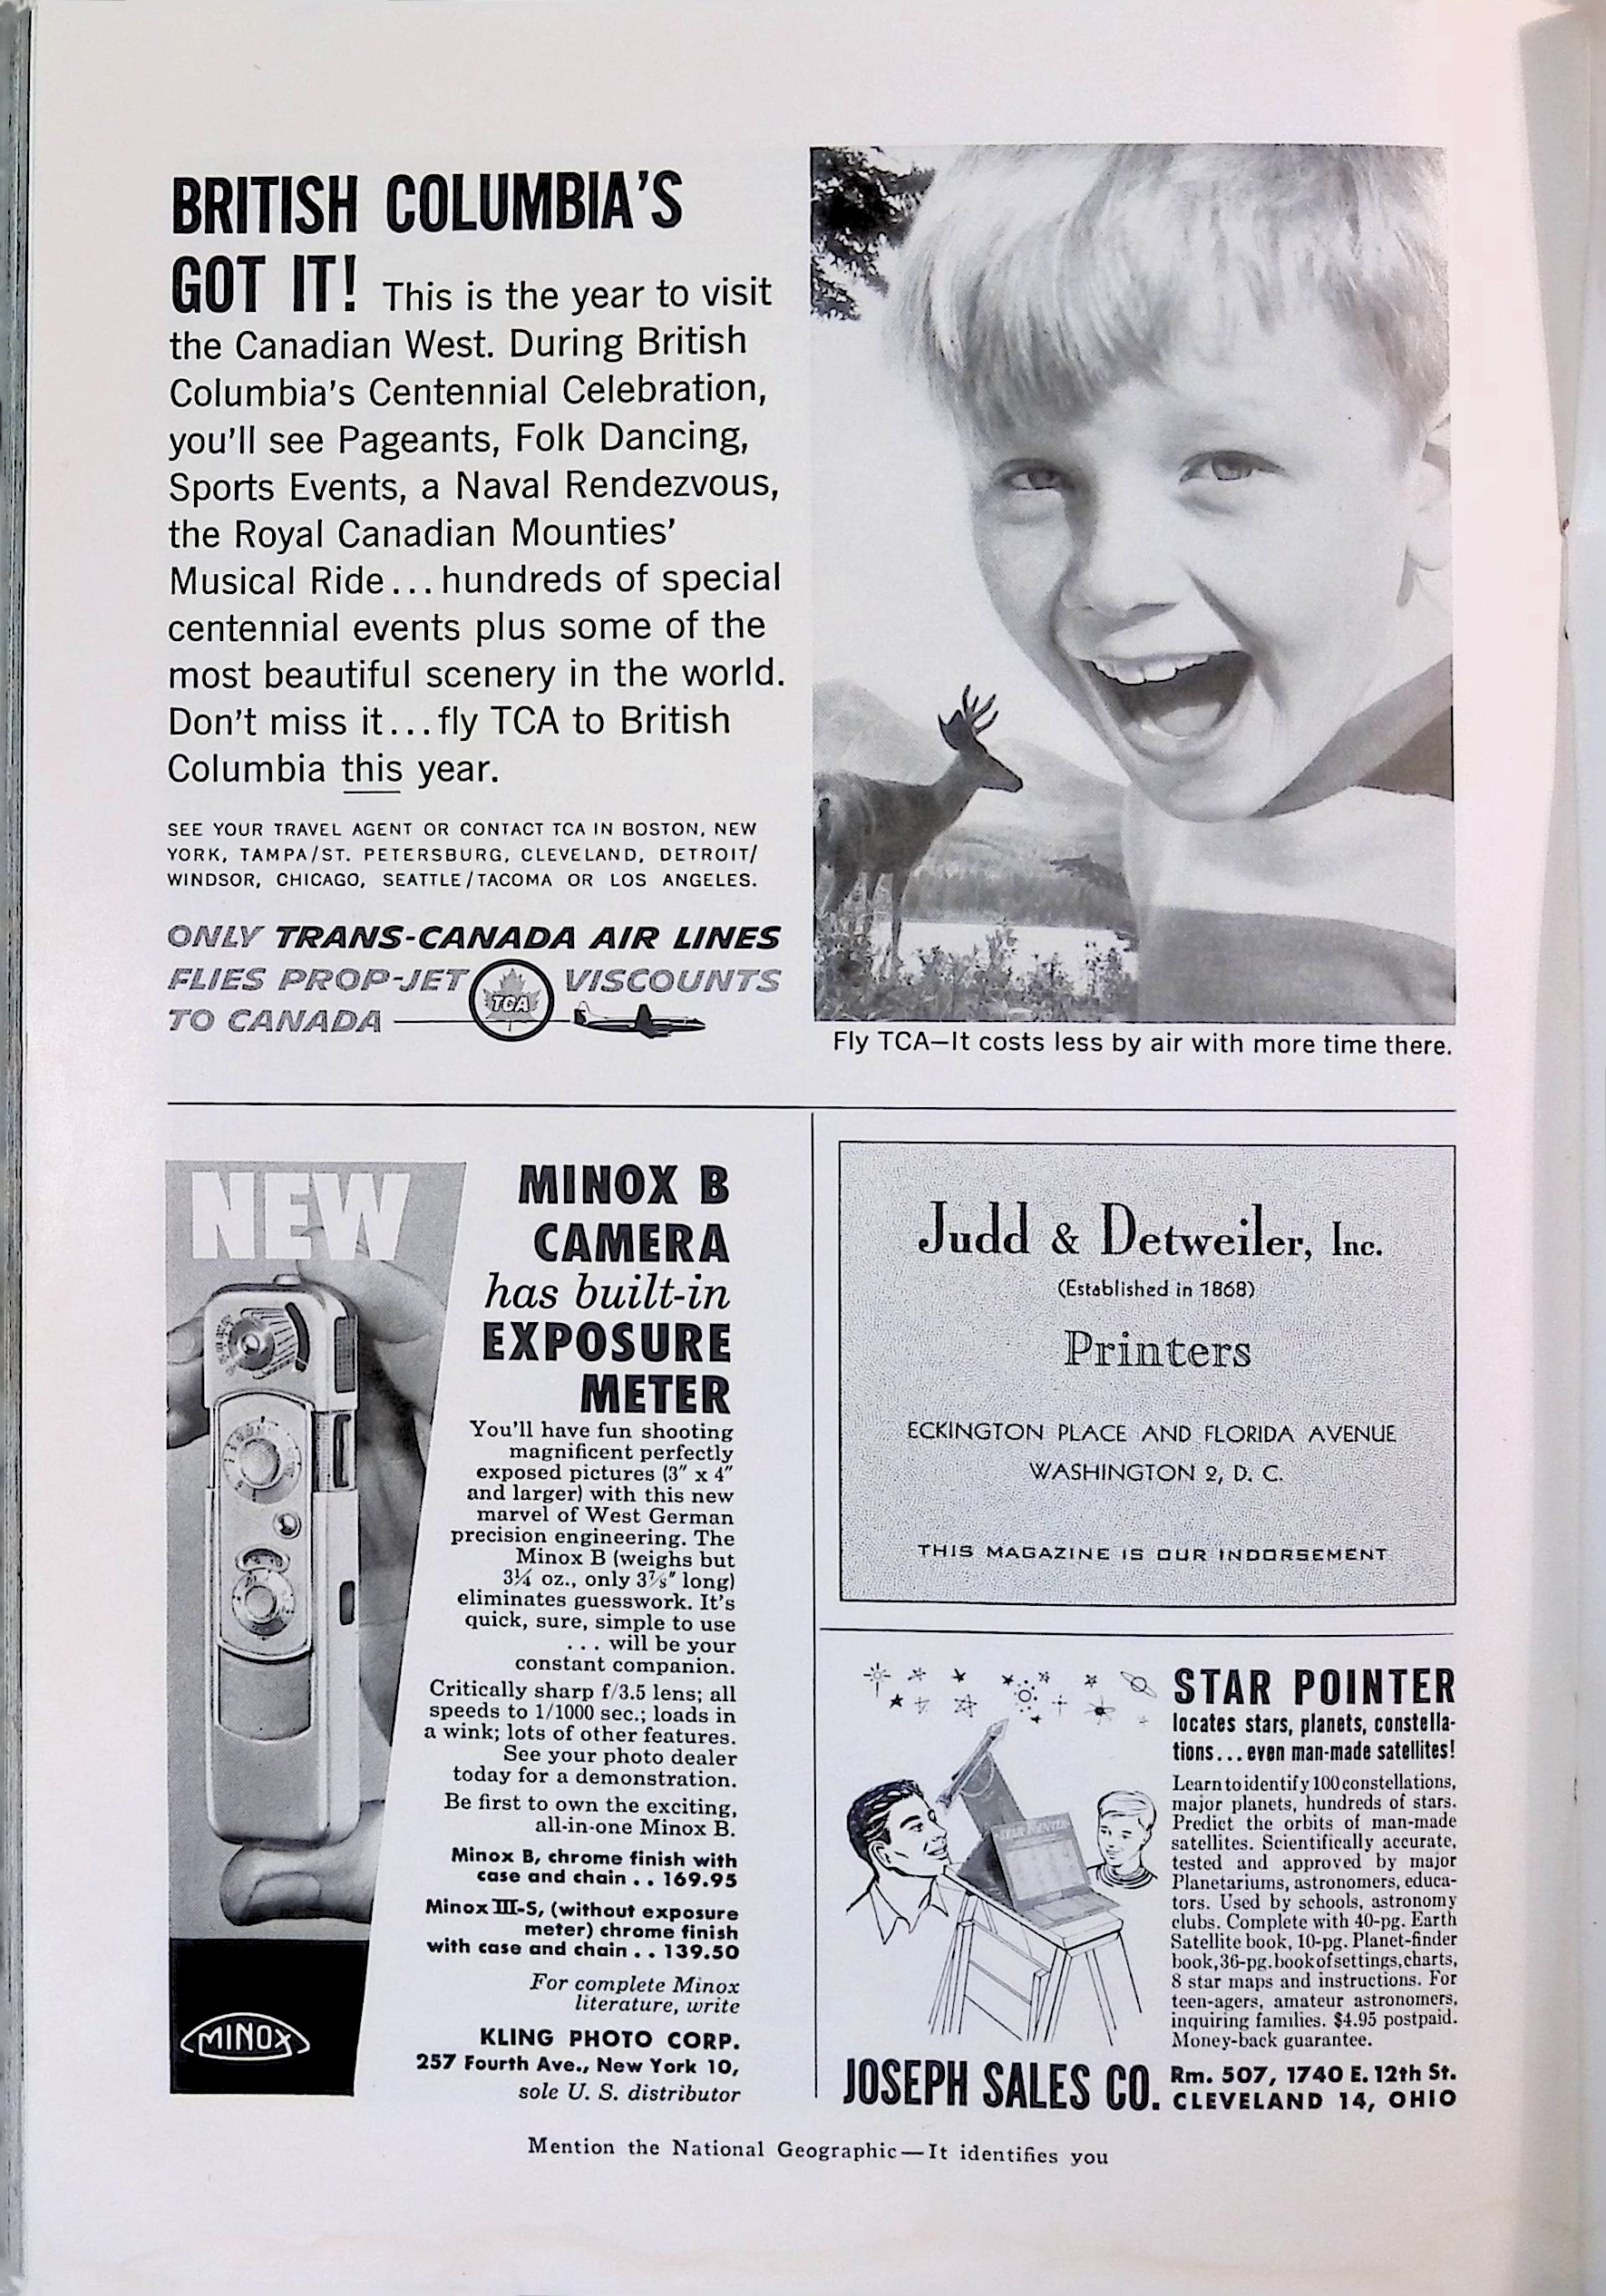 BRITISH COLUMBIA'S
GOT IT! This is the year to visit
the Canadian West. During British
Columbia's Centennial Celebration,
you'll see Pageants, Folk Dancing,
Sports Events, a Naval Rendezvous,
the Royal Canadian Mounties'
Musical Ride...hundreds of special
centennial events plus some of the
most beautiful scenery in the world.
Don't miss it...fly TCA to British
Columbia this year.
SEE YOUR TRAVEL AGENT OR CONTACT TCA IN BOSTON, NEW
YORK, TAMPA/ST. PETERSBURG, CLEVELAND, DETROIT/
WINDSOR, CHICAGO, SEATTLE/TACOMA OR LOS ANGELES.
ONLY TRANS-CANADA AIR LINES
FLIES PROP-JET TCA VISCOUNTS
TO CANADA
Fly TCA—It costs less by air with more time there.
NEW
MINOX B
CAMERA
has built-in
EXPOSURE
METER
You'll have fun shooting
magnificent perfectly
exposed pictures (3" x 4"
and larger) with this new
marvel of West German
precision engineering. The
Minox B (weighs but
3¼ oz., only 3⅞" long)
eliminates guesswork. It's
quick, sure, simple to use
... will be your
constant companion.
Critically sharp f/3.5 lens; all
speeds to 1/1000 sec.; loads in
a wink; lots of other features.
See your photo dealer
today for a demonstration.
Be first to own the exciting,
all-in-one Minox B.
Minox B, chrome finish with
case and chain . . 169.95
Minox III-S, (without exposure
meter) chrome finish
with case and chain . . 139.50
For complete Minox
literature, write
KLING PHOTO CORP.
257 Fourth Ave., New York 10,
sole U. S. distributor
MINOX
Judd & Detweiler, Inc.
(Established in 1868)
Printers
ECKINGTON PLACE AND FLORIDA AVENUE
WASHINGTON 2, D. C.
THIS MAGAZINE IS OUR INDORSEMENT
STAR POINTER
locates stars, planets, constella-
tions...even man-made satellites!
Learn to identify 100 constellations,
major planets, hundreds of stars.
Predict the orbits of man-made
satellites. Scientifically accurate,
tested and approved by major
Planetariums, astronomers, educa-
tors. Used by schools, astronomy
clubs. Complete with 40-pg. Earth
Satellite book, 10-pg. Planet-finder
book, 36-pg. book of settings, charts,
8 star maps and instructions. For
teen-agers, amateur astronomers,
inquiring families. $4.95 postpaid.
Money-back guarantee.
STAR POINTER
JOSEPH SALES CO. Rm. 507, 1740 E. 12th St.
CLEVELAND 14, OHIO
Mention the National Geographic—It identifies you